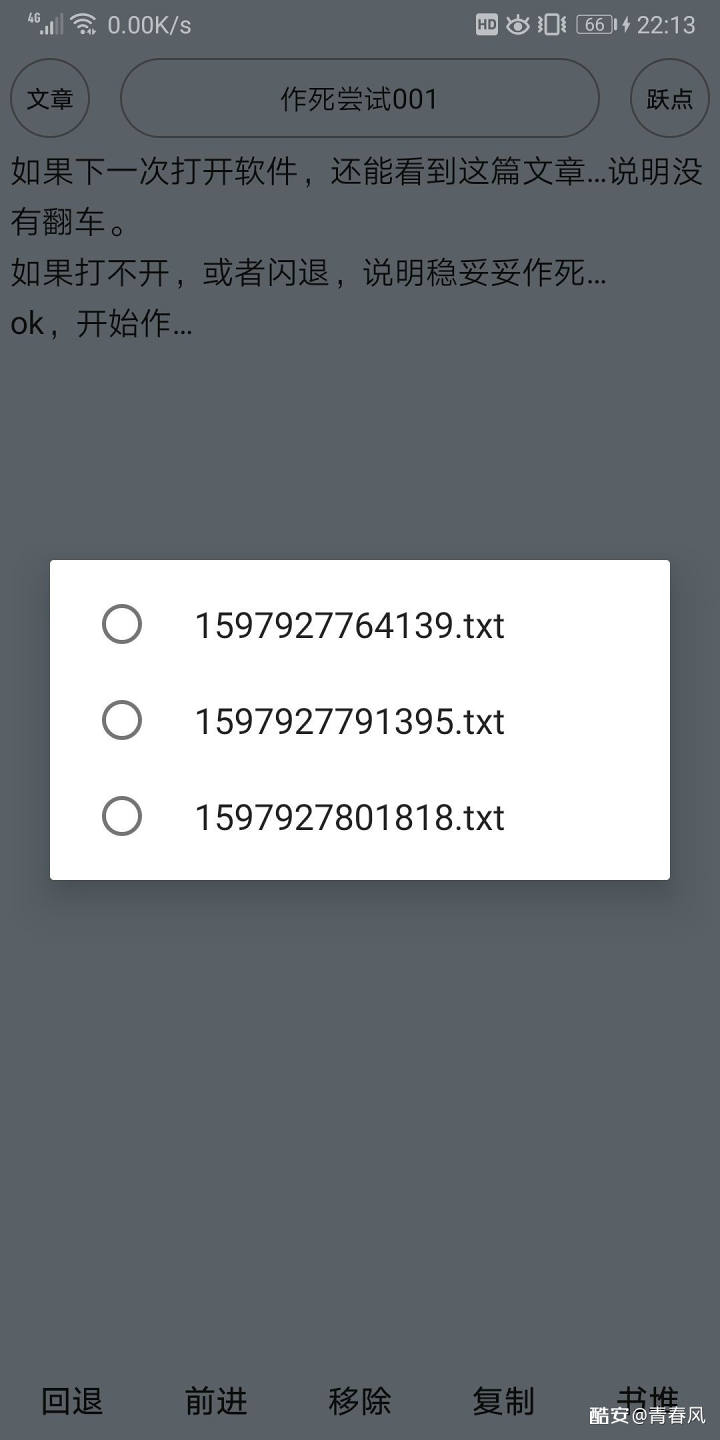 4G 0.00K/s HD 66 22:13
文章 作死尝试001 跃点
如果下一次打开软件，还能看到这篇文章...说明没
有翻车。
如果打不开，或者闪退，说明稳妥妥作死...
ok，开始作...
1597927764139.txt
1597927791395.txt
1597927801818.txt
回退 前进 移除 复制 书堆
酷安@青春风